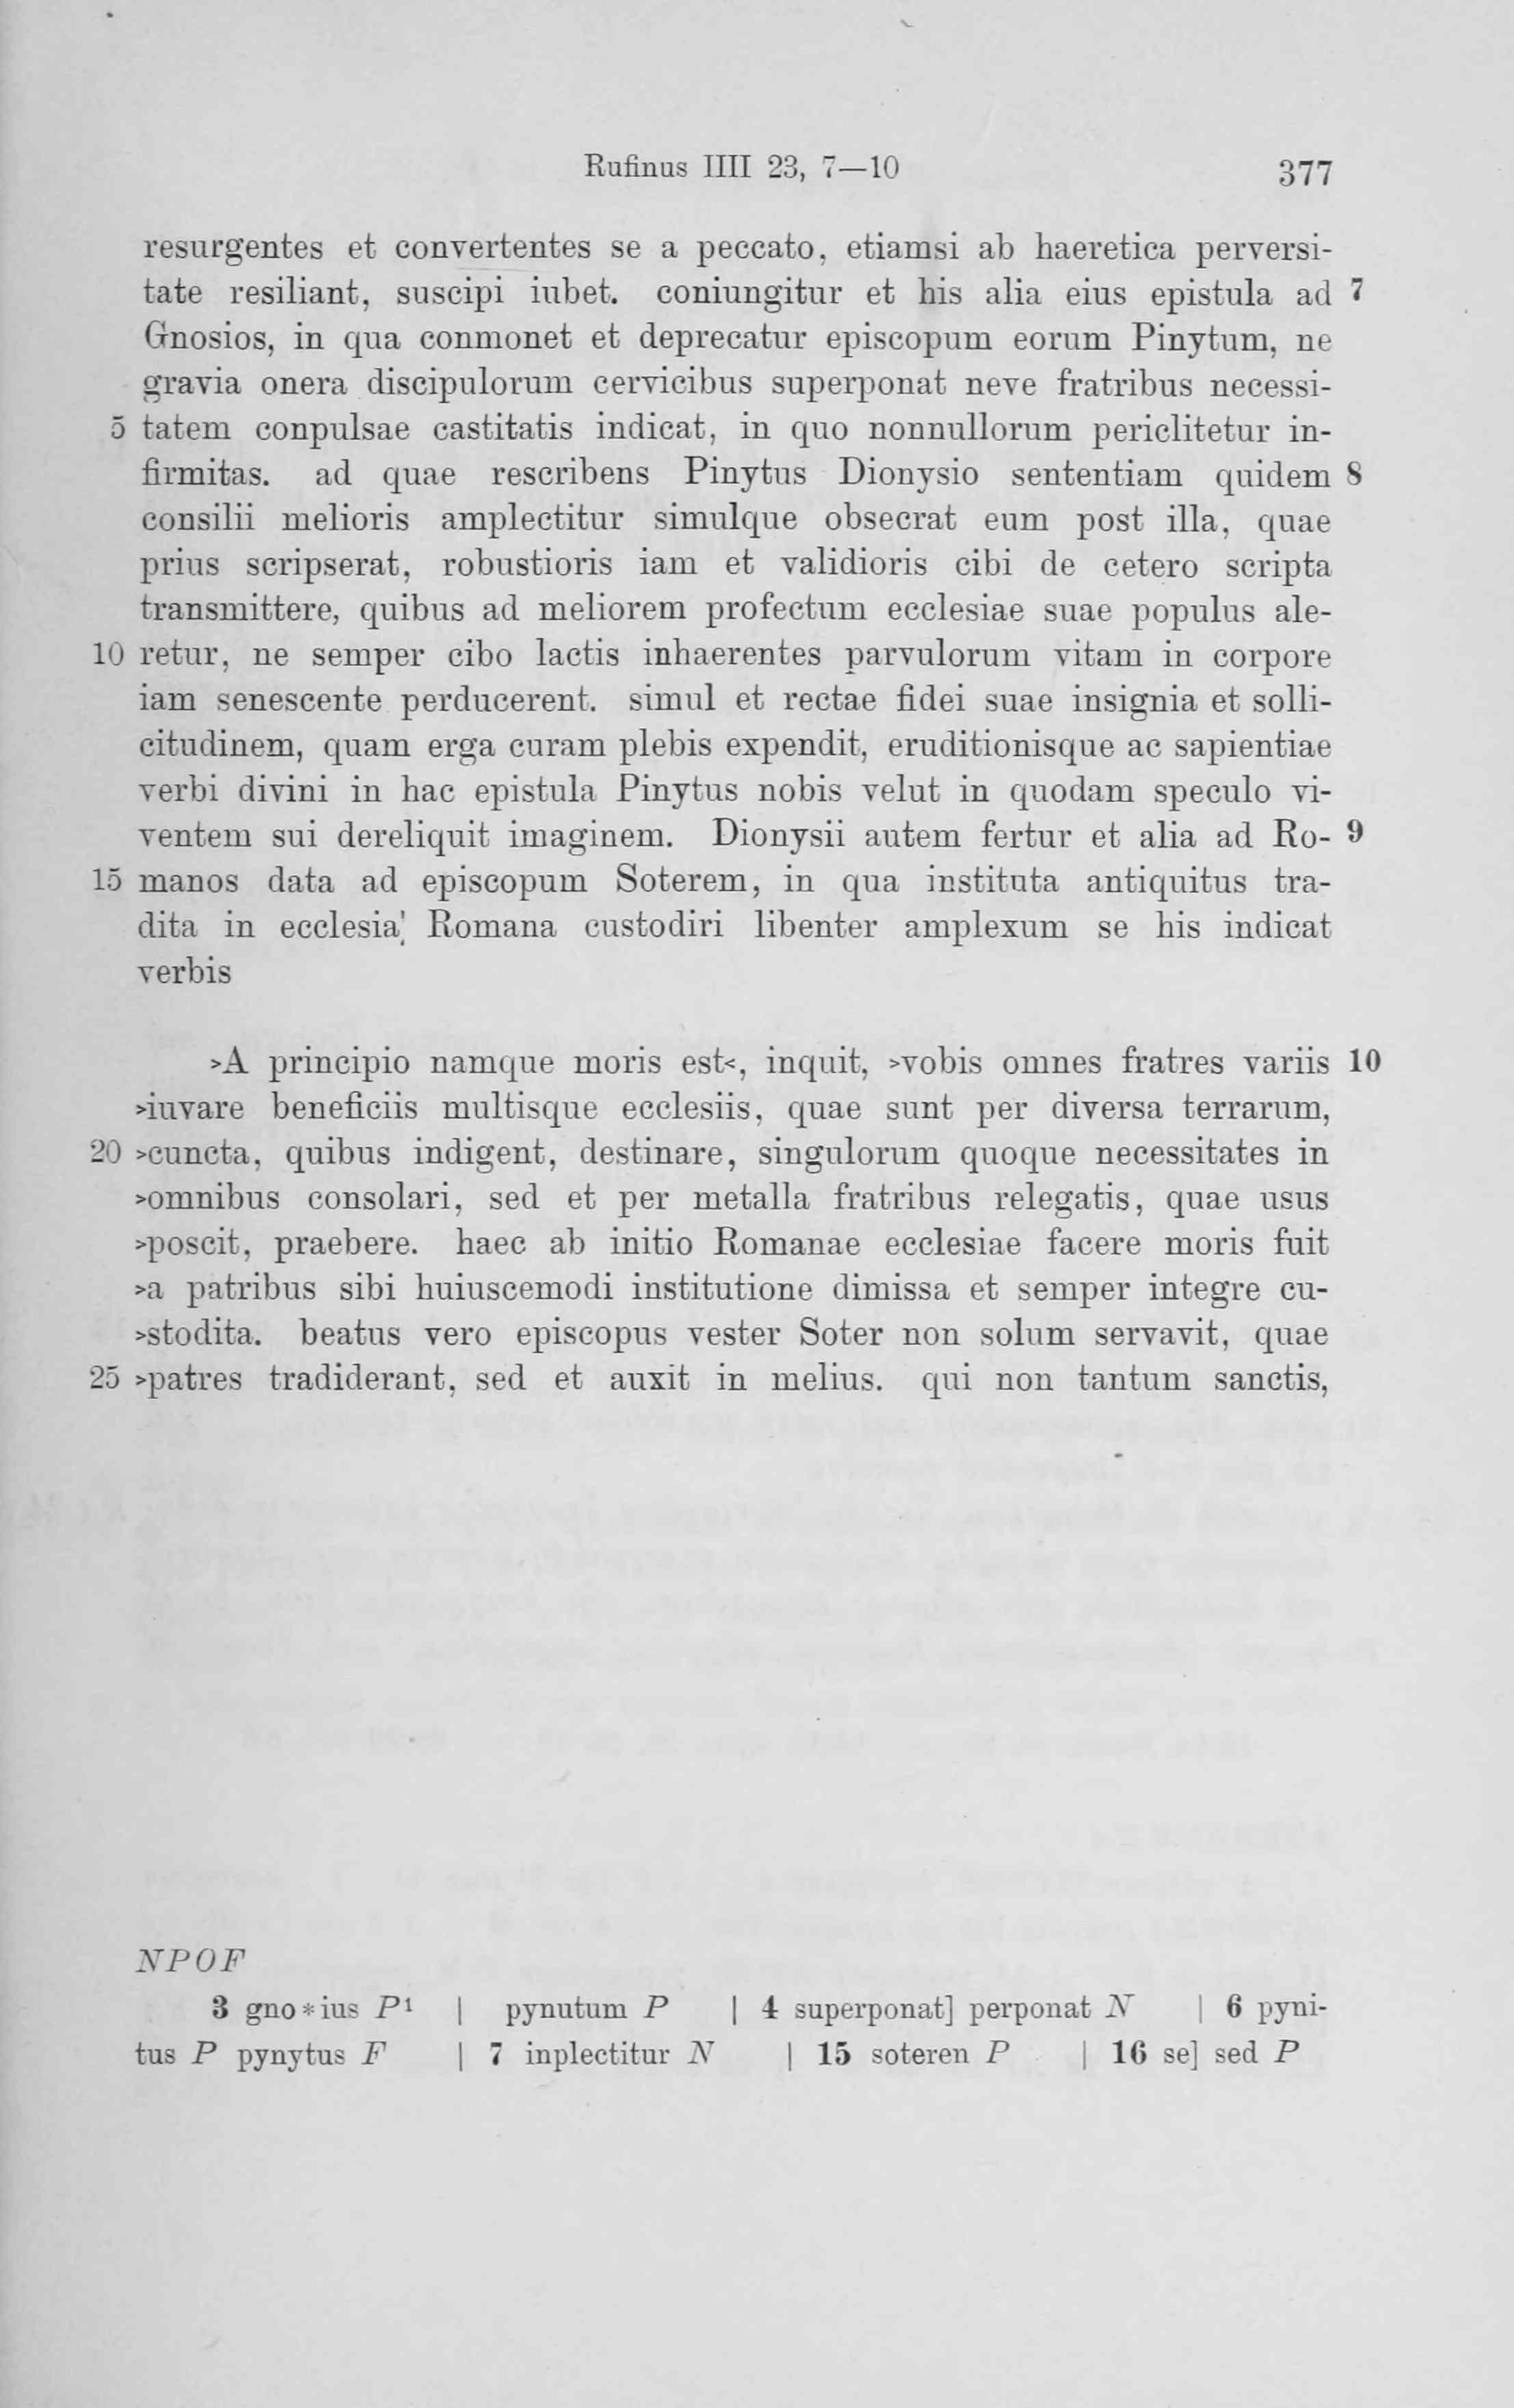 Rufinus IIII 23, 7—10 377
resurgentes et convertentes se a peccato, etiamsi ab haeretica perversi-
tate resiliant, suscipi iubet. coniungitur et his alia eius epistula ad 7
Gnosios, in qua conmonet et deprecatur episcopum eorum Pinytum, ne
gravia onera discipulorum cervicibus superponat neve fratribus necessi-
5 tatem conpulsae castitatis indicat, in quo nonnullorum periclitetur in-
firmitas. ad quae rescribens Pinytus Dionysio sententiam quidem 8
consilii melioris amplectitur simulque obsecrat eum post illa, quae
prius scripserat, robustioris iam et validioris cibi de cetero scripta
transmittere, quibus ad meliorem profectum ecclesiae suae populus ale-
10 retur, ne semper cibo lactis inhaerentes parvulorum vitam in corpore
iam senescente perducerent. simul et rectae fidei suae insignia et solli-
citudinem, quam erga curam plebis expendit, eruditionisque ac sapientiae
verbi divini in hac epistula Pinytus nobis velut in quodam speculo vi-
ventem sui dereliquit imaginem. Dionysii autem fertur et alia ad Ro- 9
15 manos data ad episcopum Soterem, in qua instituta antiquitus tra-
dita in ecclesia Romana custodiri libenter amplexum se his indicat
verbis
>A principio namque moris est<, inquit, >vobis omnes fratres variis 10
>iuvare beneficiis multisque ecclesiis, quae sunt per diversa terrarum,
20 >cuncta, quibus indigent, destinare, singulorum quoque necessitates in
>omnibus consolari, sed et per metalla fratribus relegatis, quae usus
>poscit, praebere. haec ab initio Romanae ecclesiae facere moris fuit
>a patribus sibi huiuscemodi institutione dimissa et semper integre cu-
>stodita. beatus vero episcopus vester Soter non solum servavit, quae
25 >patres tradiderant, sed et auxit in melius. qui non tantum sanctis,
NPOF
3 gno*ius P¹ | pynutum P | 4 superponat] perponat N | 6 pyni-
tus P pynytus F | 7 inplectitur N | 15 soteren P | 16 se] sed P